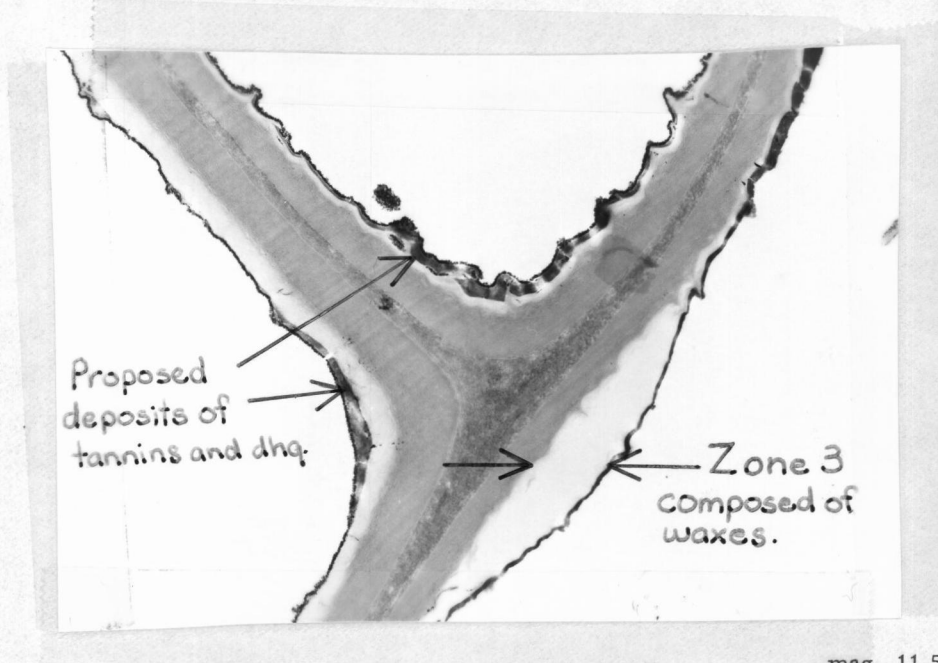 Proposed
deposits of
tannins and dhq.
Zone 3
composed of
waxes.